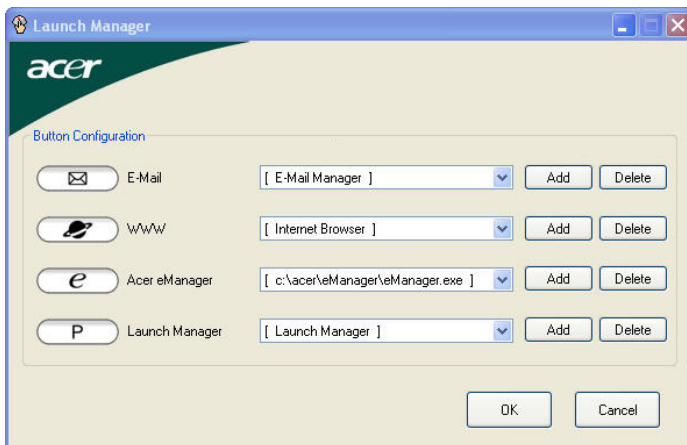 Launch Manager
acer
Button Configuration
E-Mail [ E-Mail Manager ] Add Delete
WWW [ Internet Browser ] Add Delete
e Acer eManager [ c:\acer\eManager\eManager.exe ] Add Delete
P Launch Manager [ Launch Manager ] Add Delete
OK Cancel